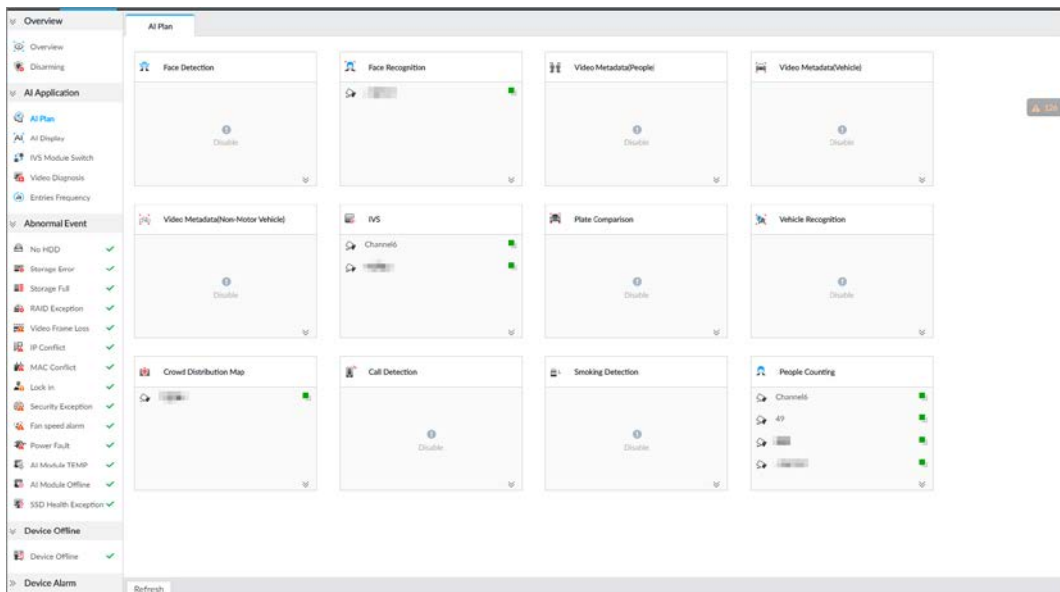 Overview
Overview
Disarming
AI Application
AI Plan
AI Display
IVS Module Switch
Video Diagnosis
Entries Frequency
Abnormal Event
No HDD
Storage Error
Storage Full
RAID Exception
Video Frame Loss
IP Conflict
MAC Conflict
Lock in
Security Exception
Fan speed alarm
Power Fault
AI Module TEMP
AI Module Offline
SSD Health Exception
Device Offline
Device Offline
Device Alarm
AI Plan
Face Detection
Disable
Face Recognition
Video Metadata(People)
Disable
Video Metadata(Vehicle)
Disable
Video Metadata(Non-Motor Vehicle)
Disable
IVS
Channel6
Plate Comparison
Disable
Vehicle Recognition
Disable
Crowd Distribution Map
Call Detection
Disable
Smoking Detection
Disable
People Counting
Channel6
49
126
Refresh